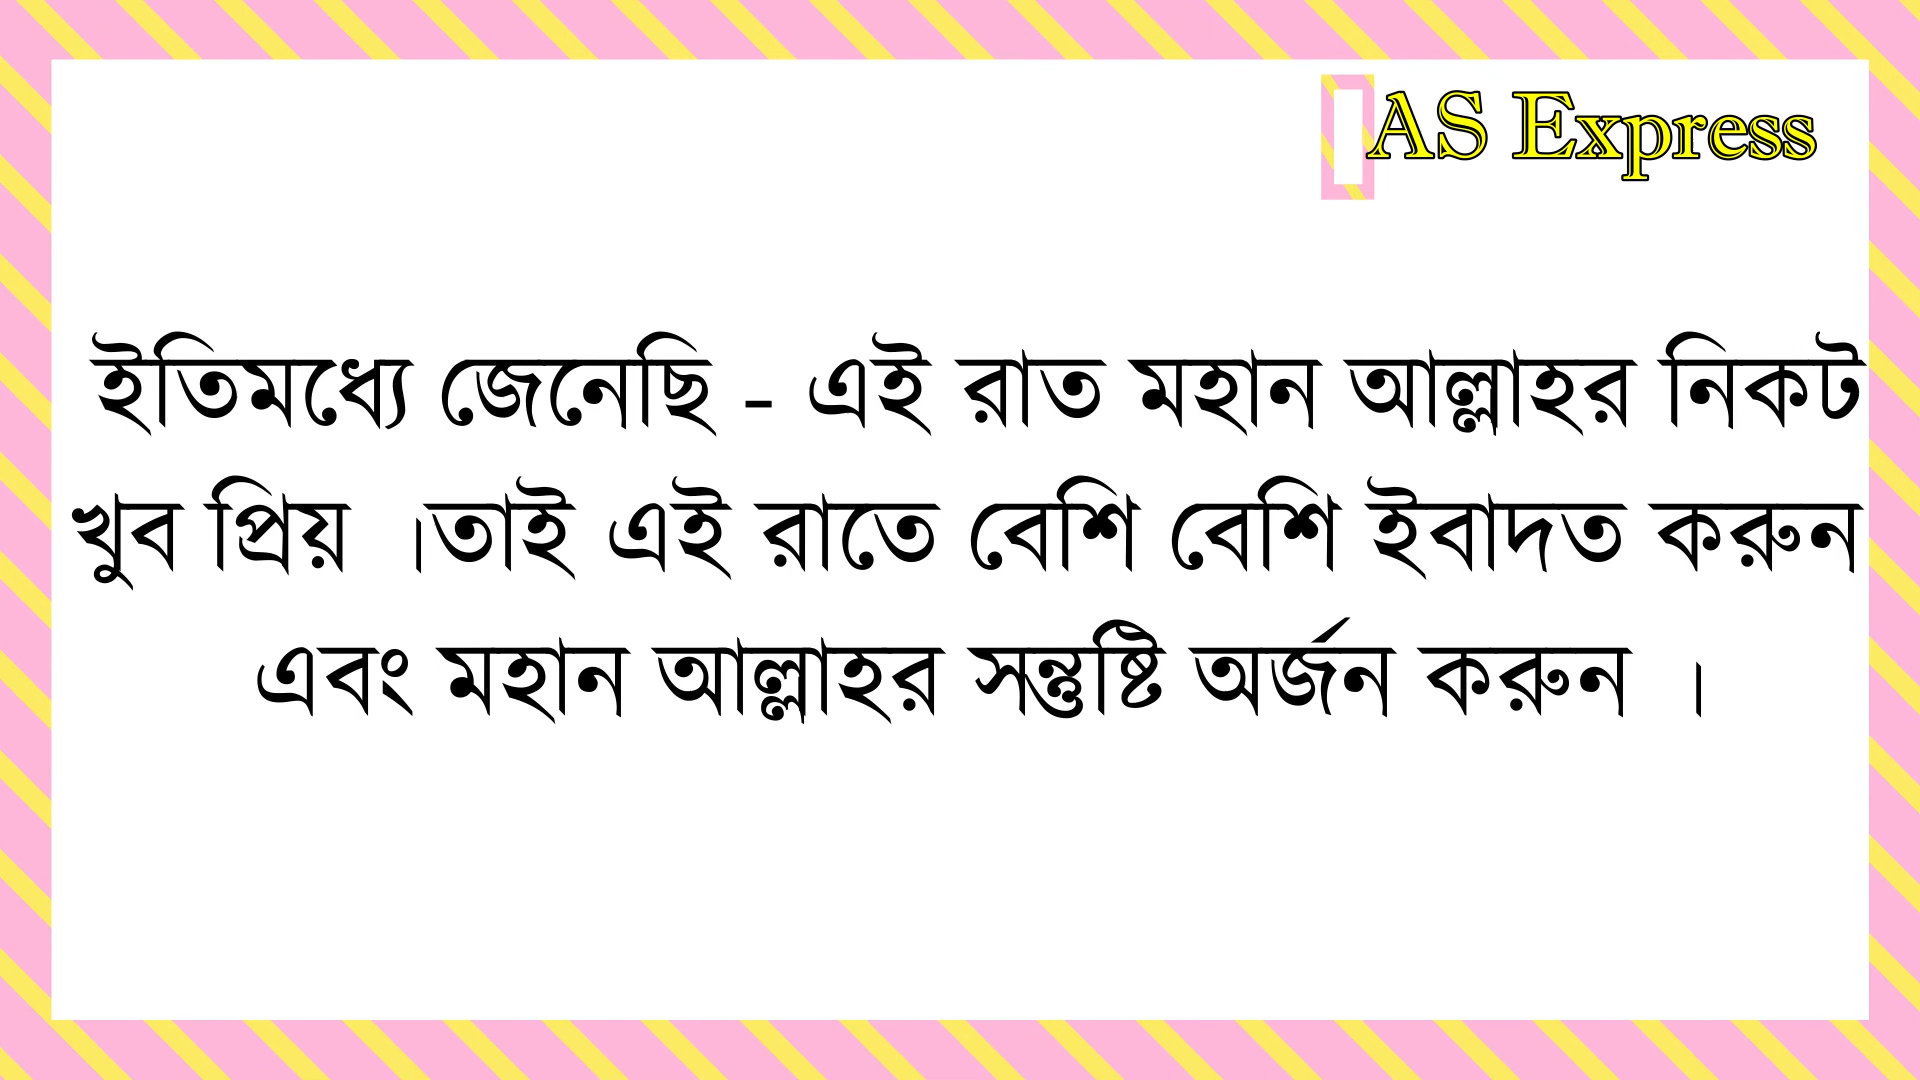 AS Express
ইতিমধ্যে জেনেছি - এই রাত মহান আল্লাহর নিকট
খুব প্রিয় ।তাই এই রাতে বেশি বেশি ইবাদত করুন
এবং মহান আল্লাহর সন্তুষ্টি অর্জন করুন ।